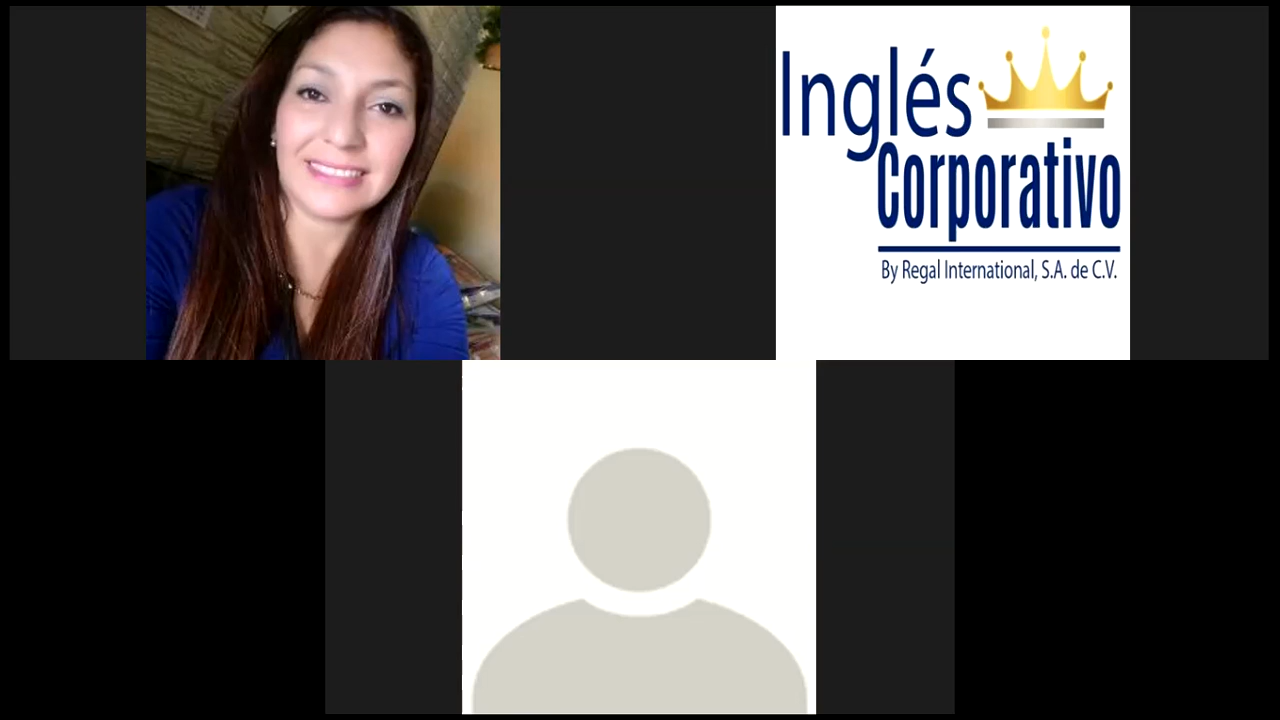 Inglés
Corporativo
By Regal International, S.A. de C.V.